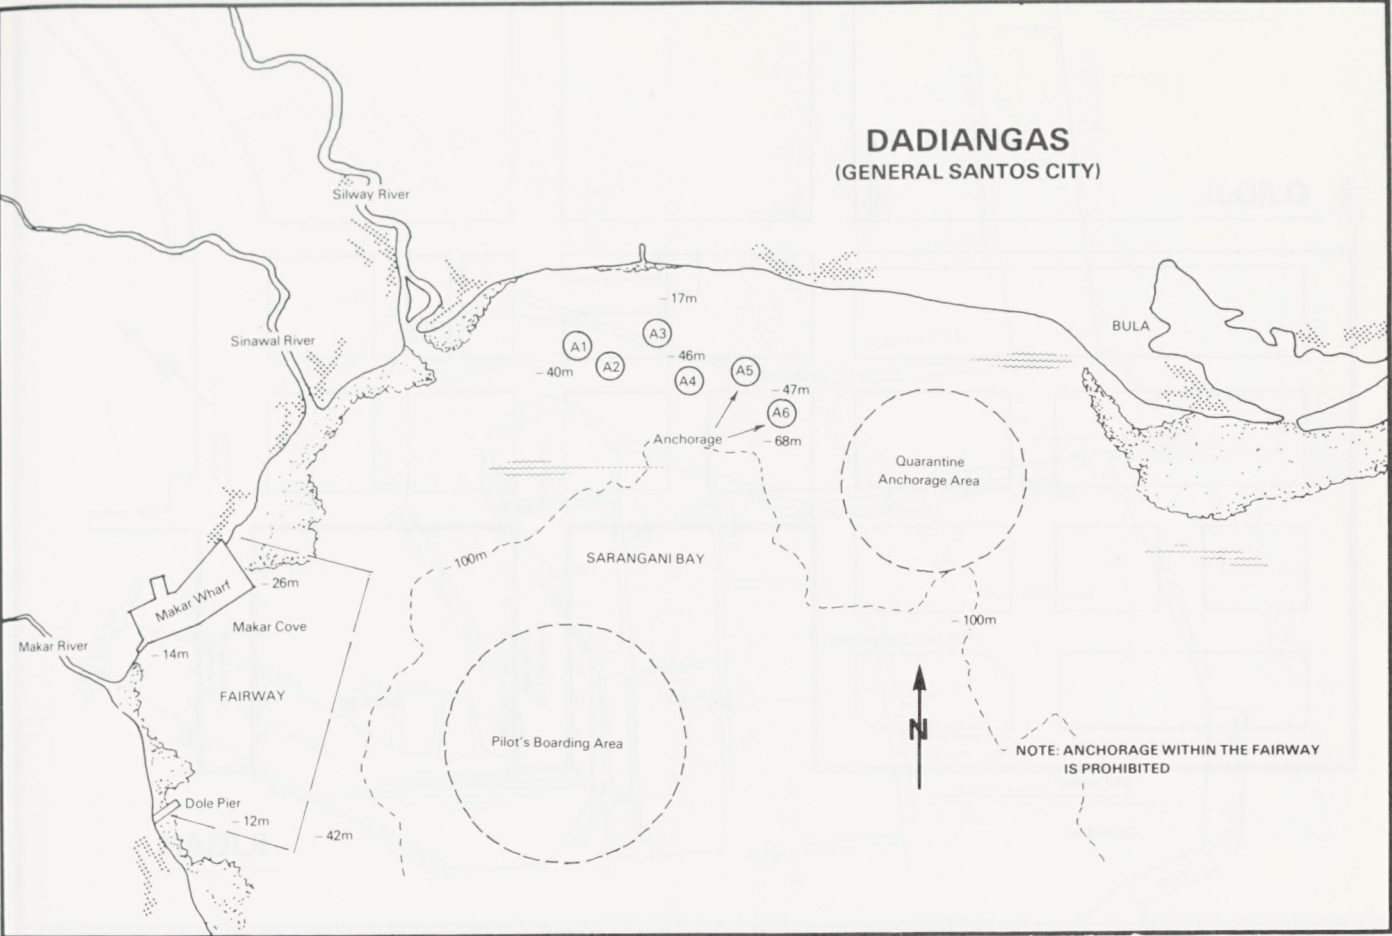 DADIANGAS
(GENERAL SANTOS CITY)
Silway River
Sinawal River
BULA
– 17m
A1
A2
A3
– 46m
– 40m
A4
A5
– 47m
A6
Anchorage
– 68m
Quarantine
Anchorage Area
– 100m
SARANGANI BAY
Makar Wharf
– 26m
Makar Cove
Makar River
– 14m
– 100m
FAIRWAY
Pilot's Boarding Area
N
NOTE: ANCHORAGE WITHIN THE FAIRWAY
IS PROHIBITED
Dole Pier
– 12m
– 42m